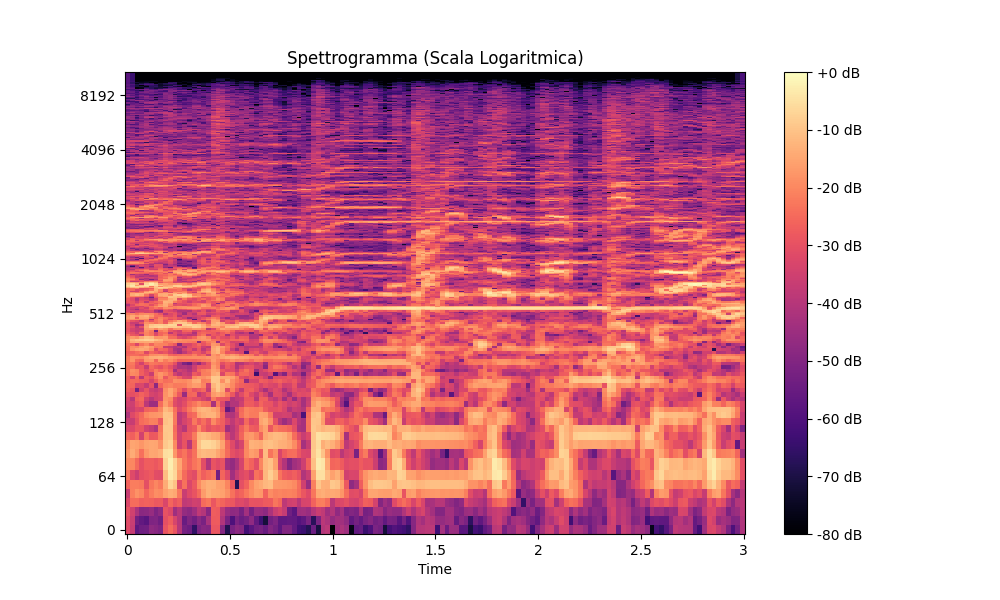 Spettrogramma (Scala Logaritmica)
+0 dB
8192
-10 dB
4096
-20 dB
2048
-30 dB
1024
Hz
512
-40 dB
256
-50 dB
128
-60 dB
64
-70 dB
0
-80 dB
0 0.5 1 1.5 2 2.5 3
Time